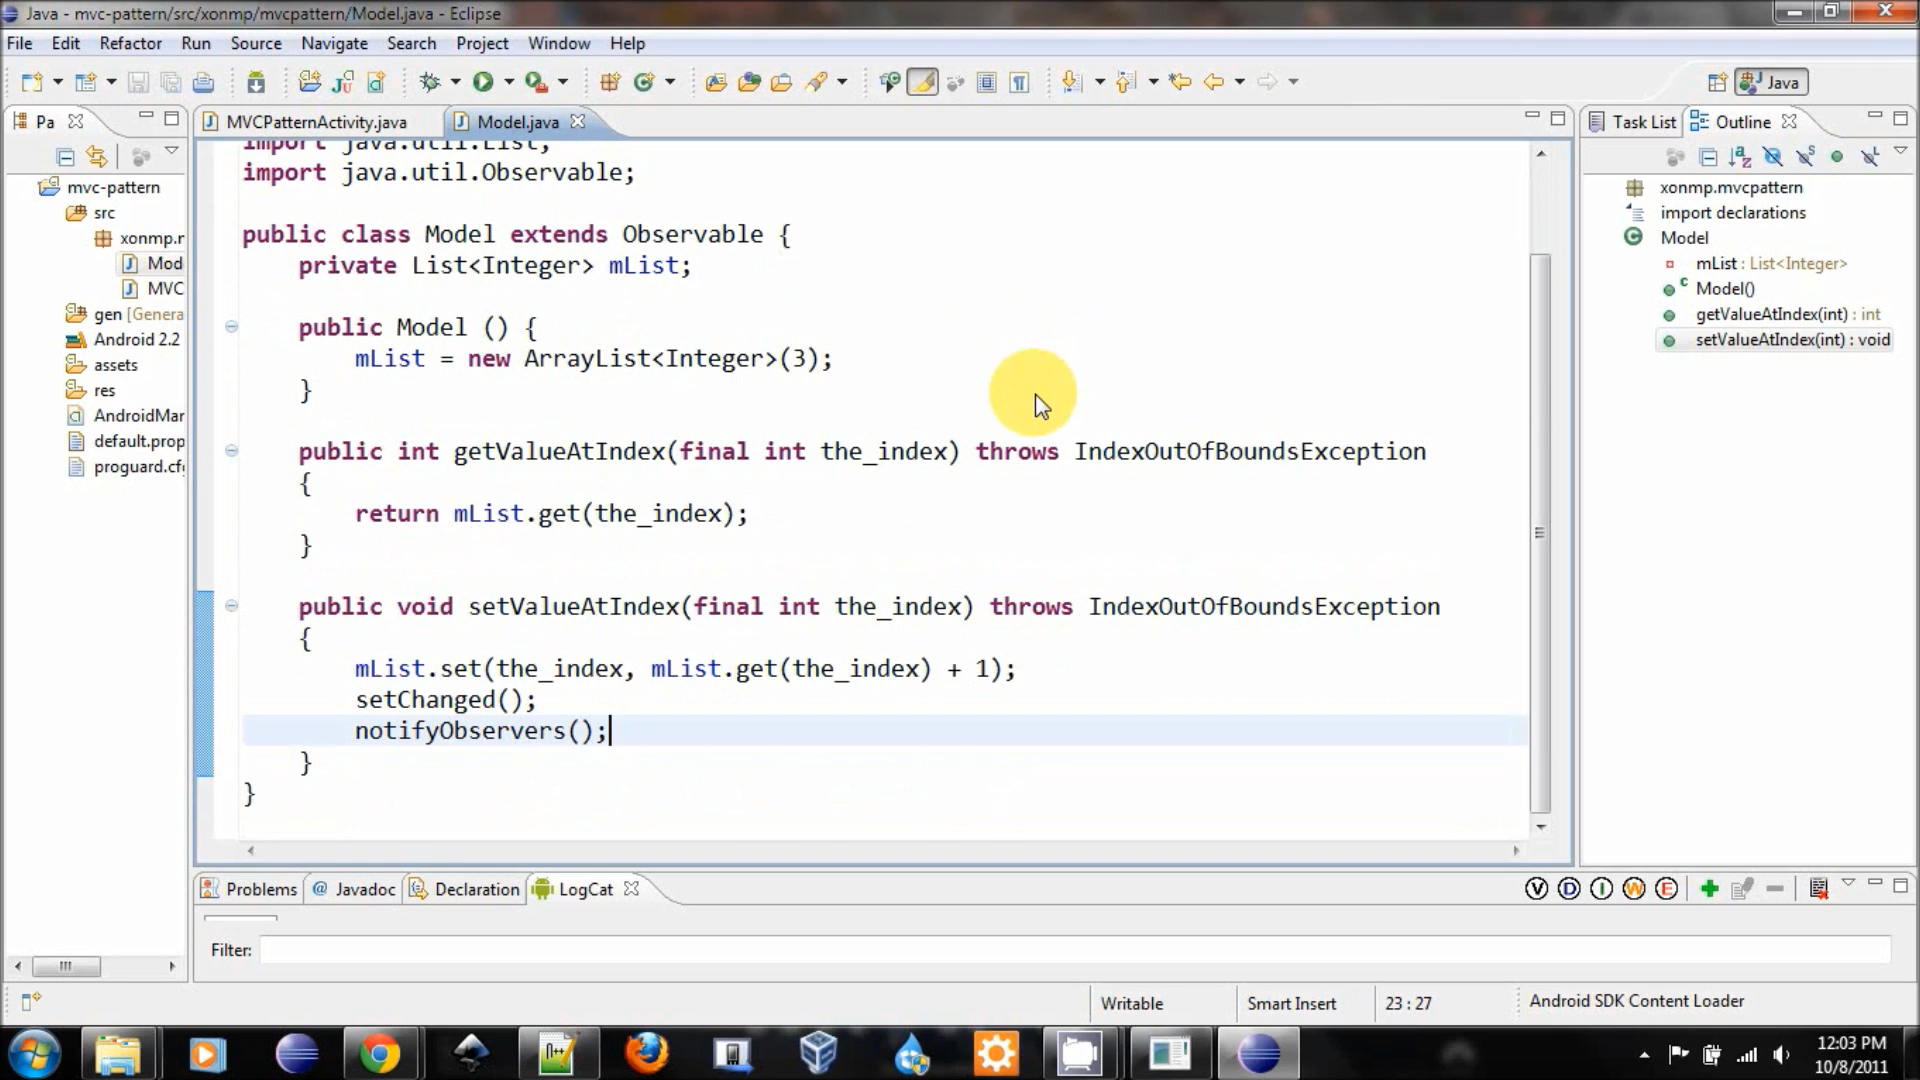 Java - mvc-pattern/src/xonmp/mvcpattern/Model.java - Eclipse
File Edit Refactor Run Source Navigate Search Project Window Help
Java
Pa
MVCPatternActivity.java
Model.java
Task List
Outline
mvc-pattern
src
xonmp.r
Mod
MVC
gen [Genera
Android 2.2
assets
res
AndroidMar
default.prop
proguard.cf
import java.util.List;
import java.util.Observable;
public class Model extends Observable {
private List<Integer> mList;
public Model () {
mList = new ArrayList<Integer>(3);
}
public int getValueAtIndex(final int the_index) throws IndexOutOfBoundsException
{
return mList.get(the_index);
}
public void setValueAtIndex(final int the_index) throws IndexOutOfBoundsException
{
mList.set(the_index, mList.get(the_index) + 1);
setChanged();
notifyObservers();
}
}
xonmp.mvcpattern
import declarations
Model
mList : List<Integer>
Model()
getValueAtIndex(int) : int
setValueAtIndex(int) : void
Problems
@ Javadoc
Declaration
LogCat
V D I W E
Filter:
Writable
Smart Insert
23 : 27
Android SDK Content Loader
12:03 PM
10/8/2011